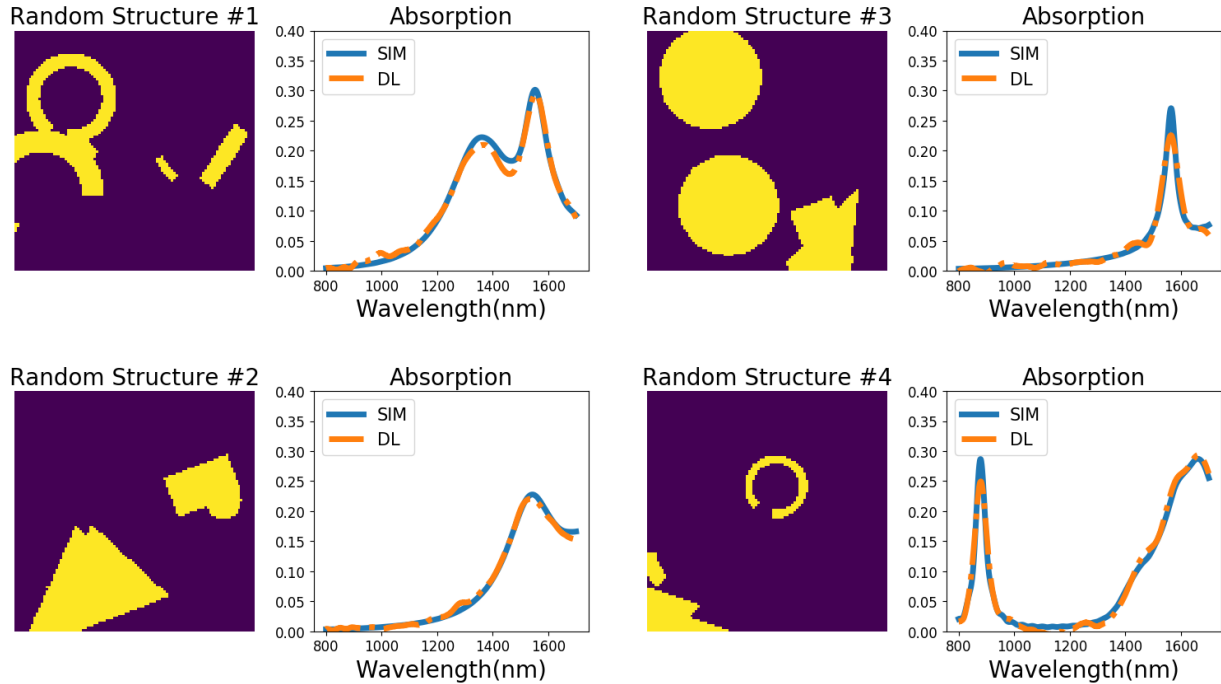 Random Structure #1
Absorption
0.40
0.35
0.30
0.25
0.20
0.15
0.10
0.05
0.00
SIM
DL
800 1000 1200 1400 1600
Wavelength(nm)
Random Structure #3
Absorption
0.40
0.35
0.30
0.25
0.20
0.15
0.10
0.05
0.00
SIM
DL
800 1000 1200 1400 1600
Wavelength(nm)
Random Structure #2
Absorption
0.40
0.35
0.30
0.25
0.20
0.15
0.10
0.05
0.00
SIM
DL
800 1000 1200 1400 1600
Wavelength(nm)
Random Structure #4
Absorption
0.40
0.35
0.30
0.25
0.20
0.15
0.10
0.05
0.00
SIM
DL
800 1000 1200 1400 1600
Wavelength(nm)